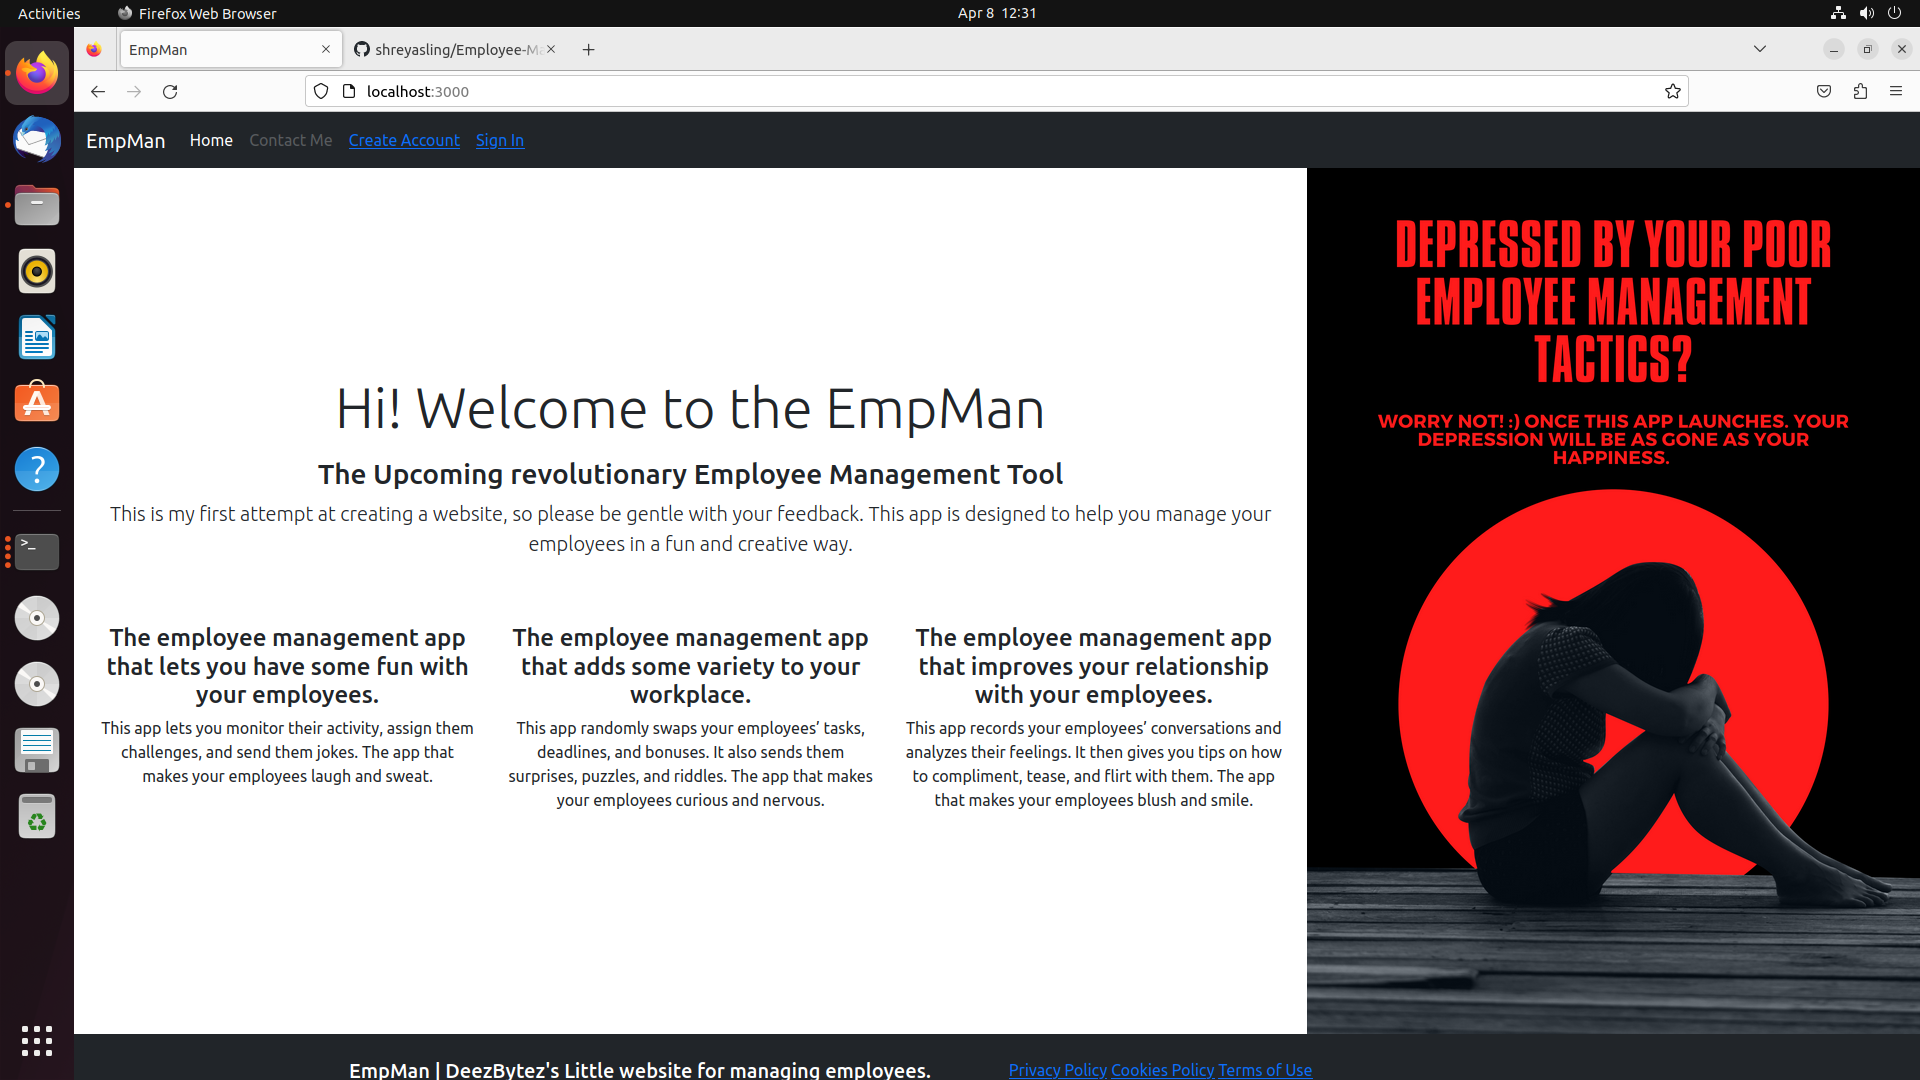 Activities
Firefox Web Browser
Apr 8 12:31
EmpMan
shreyasling/Employee-Ma
localhost:3000
EmpMan
Home
Contact Me
Create Account
Sign In
Hi! Welcome to the EmpMan
The Upcoming revolutionary Employee Management Tool
This is my first attempt at creating a website, so please be gentle with your feedback. This app is designed to help you manage your
employees in a fun and creative way.
The employee management app
that lets you have some fun with
your employees.
This app lets you monitor their activity, assign them
challenges, and send them jokes. The app that
makes your employees laugh and sweat.
The employee management app
that adds some variety to your
workplace.
This app randomly swaps your employees’ tasks,
deadlines, and bonuses. It also sends them
surprises, puzzles, and riddles. The app that makes
your employees curious and nervous.
The employee management app
that improves your relationship
with your employees.
This app records your employees’ conversations and
analyzes their feelings. It then gives you tips on how
to compliment, tease, and flirt with them. The app
that makes your employees blush and smile.
DEPRESSED BY YOUR POOR
EMPLOYEE MANAGEMENT
TACTICS?
WORRY NOT! :) ONCE THIS APP LAUNCHES. YOUR
DEPRESSION WILL BE AS GONE AS YOUR
HAPPINESS.
EmpMan | DeezBytez's Little website for managing employees.
Privacy Policy Cookies Policy Terms of Use